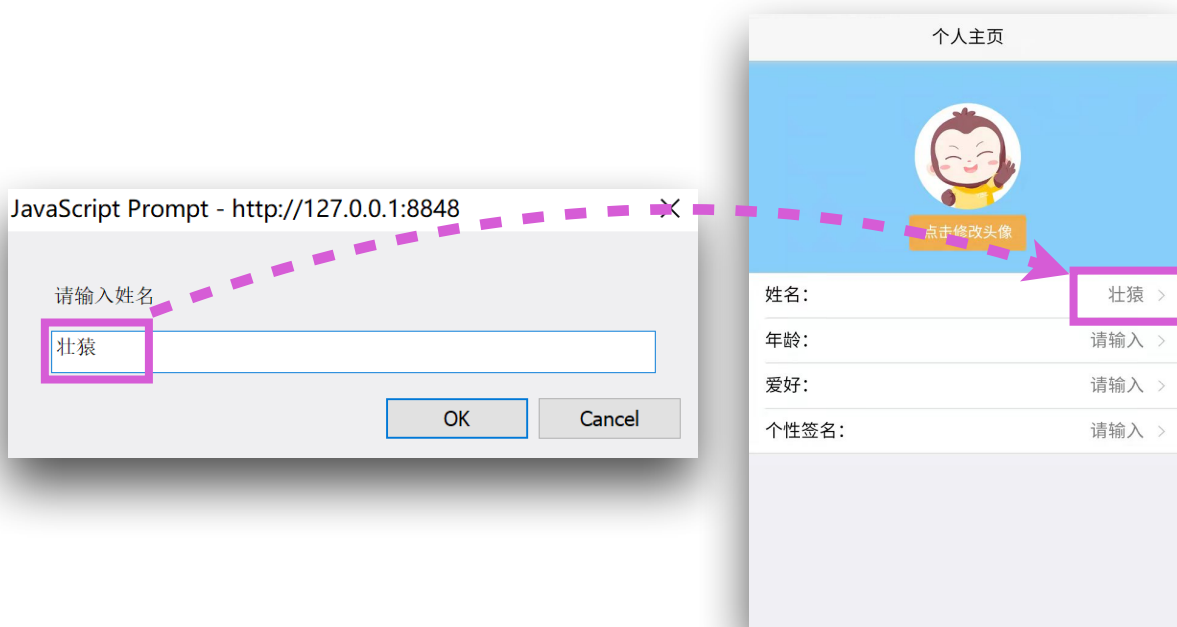 JavaScript Prompt - http://127.0.0.1:8848
请输入姓名
壮猿
OK
Cancel
个人主页
点击修改头像
姓名： 壮猿
年龄： 请输入
爱好： 请输入
个性签名： 请输入